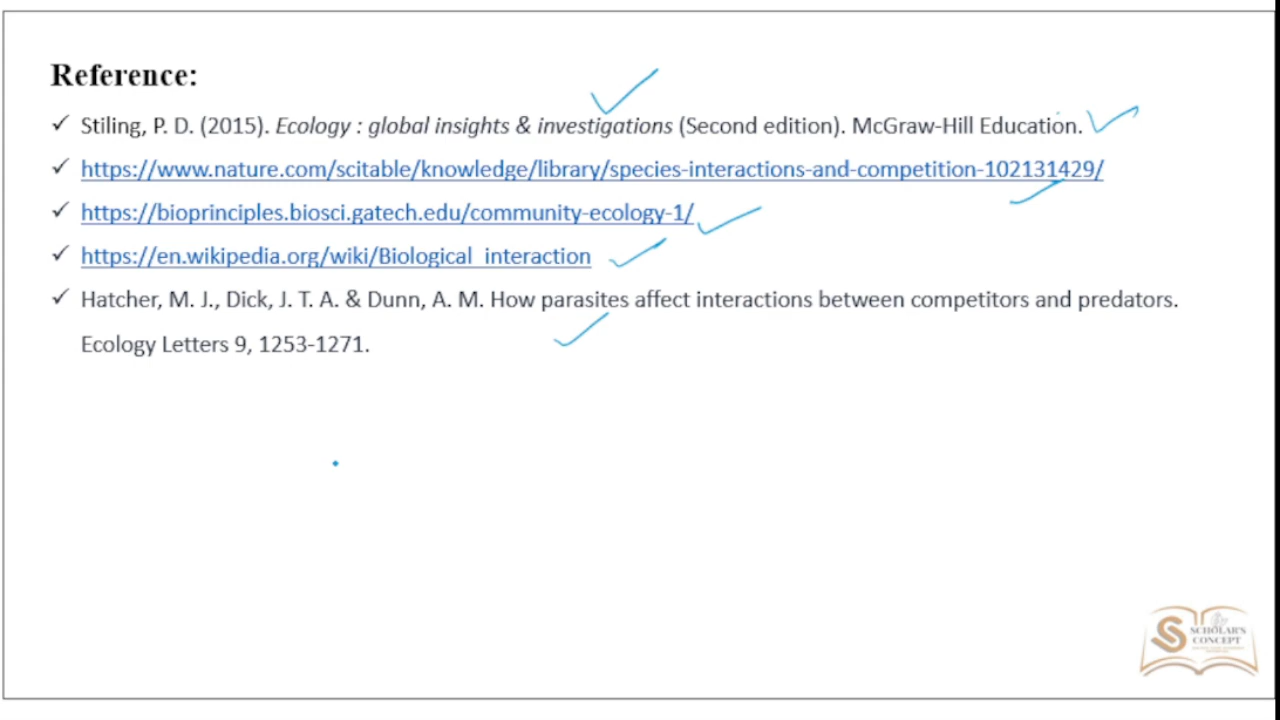 Reference:
✓ Stiling, P. D. (2015). Ecology : global insights & investigations (Second edition). McGraw-Hill Education.
✓ https://www.nature.com/scitable/knowledge/library/species-interactions-and-competition-102131429/
✓ https://bioprinciples.biosci.gatech.edu/community-ecology-1/
✓ https://en.wikipedia.org/wiki/Biological_interaction
✓ Hatcher, M. J., Dick, J. T. A. & Dunn, A. M. How parasites affect interactions between competitors and predators.
Ecology Letters 9, 1253-1271.
SCHOLAR'S
CONCEPT